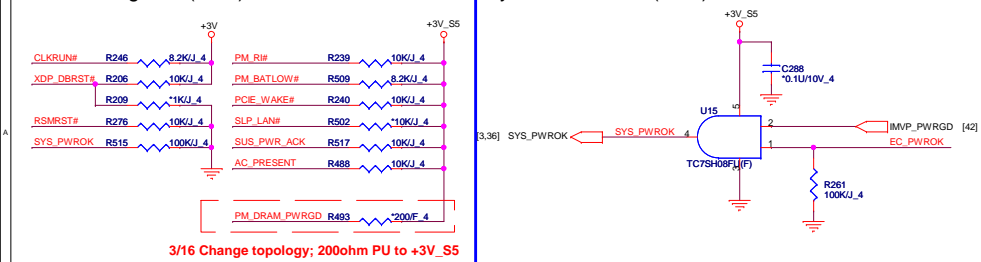 +3V
CLKRUN# R246 8.2K/J_4
XDP_DBRST# R206 10K/J_4
R209 *1K/J_4
RSMRST# R276 10K/J_4
SYS_PWROK R515 100K/J_4
A
+3V_S5
PM_RI# R239 10K/J_4
PM_BATLOW# R509 8.2K/J_4
PCIE_WAKE# R240 10K/J_4
SLP_LAN# R502 *10K/J_4
SUS_PWR_ACK R517 10K/J_4
AC_PRESENT R488 10K/J_4
PM_DRAM_PWRGD R493 *200/F_4
3/16 Change topology; 200ohm PU to +3V_S5
+3V_S5
C288
*0.1U/10V_4
U15
5
2
IMVP_PWRGD [42]
[3,36] SYS_PWROK
SYS_PWROK
4
1
EC_PWROK
TC7SH08FU(F)
3
R261
100K/J_4